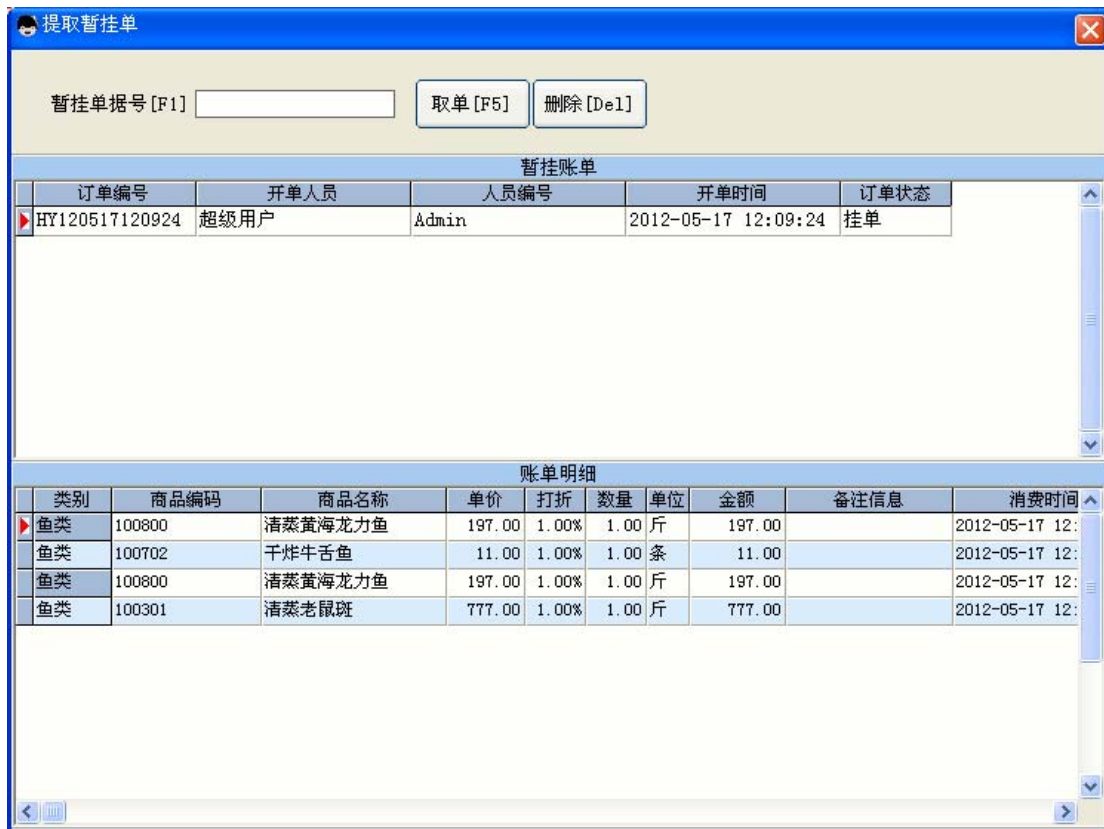 提取暂挂单
暂挂单据号[F1] 取单[F5] 删除[Del]
暂挂账单
订单编号 开单人员 人员编号 开单时间 订单状态
HY120517120924 超级用户 Admin 2012-05-17 12:09:24 挂单
账单明细
类别 商品编码 商品名称 单价 打折 数量 单位 金额 备注信息 消费时间
鱼类 100800 清蒸黄海龙力鱼 197.00 1.00% 1.00 斤 197.00 2012-05-17 12:
鱼类 100702 干炸牛舌鱼 11.00 1.00% 1.00 条 11.00 2012-05-17 12:
鱼类 100800 清蒸黄海龙力鱼 197.00 1.00% 1.00 斤 197.00 2012-05-17 12:
鱼类 100301 清蒸老鼠斑 777.00 1.00% 1.00 斤 777.00 2012-05-17 12: